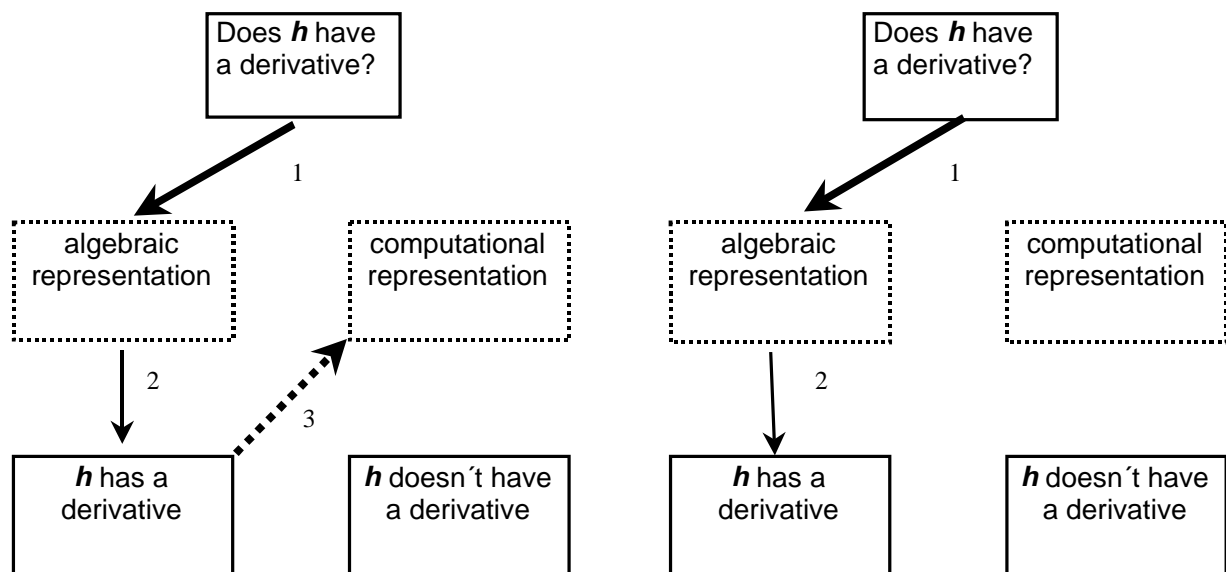 Does h have
a derivative?
1
algebraic
representation
computational
representation
2
3
h has a
derivative
h doesn´t have
a derivative
Does h have
a derivative?
1
algebraic
representation
computational
representation
2
h has a
derivative
h doesn´t have
a derivative